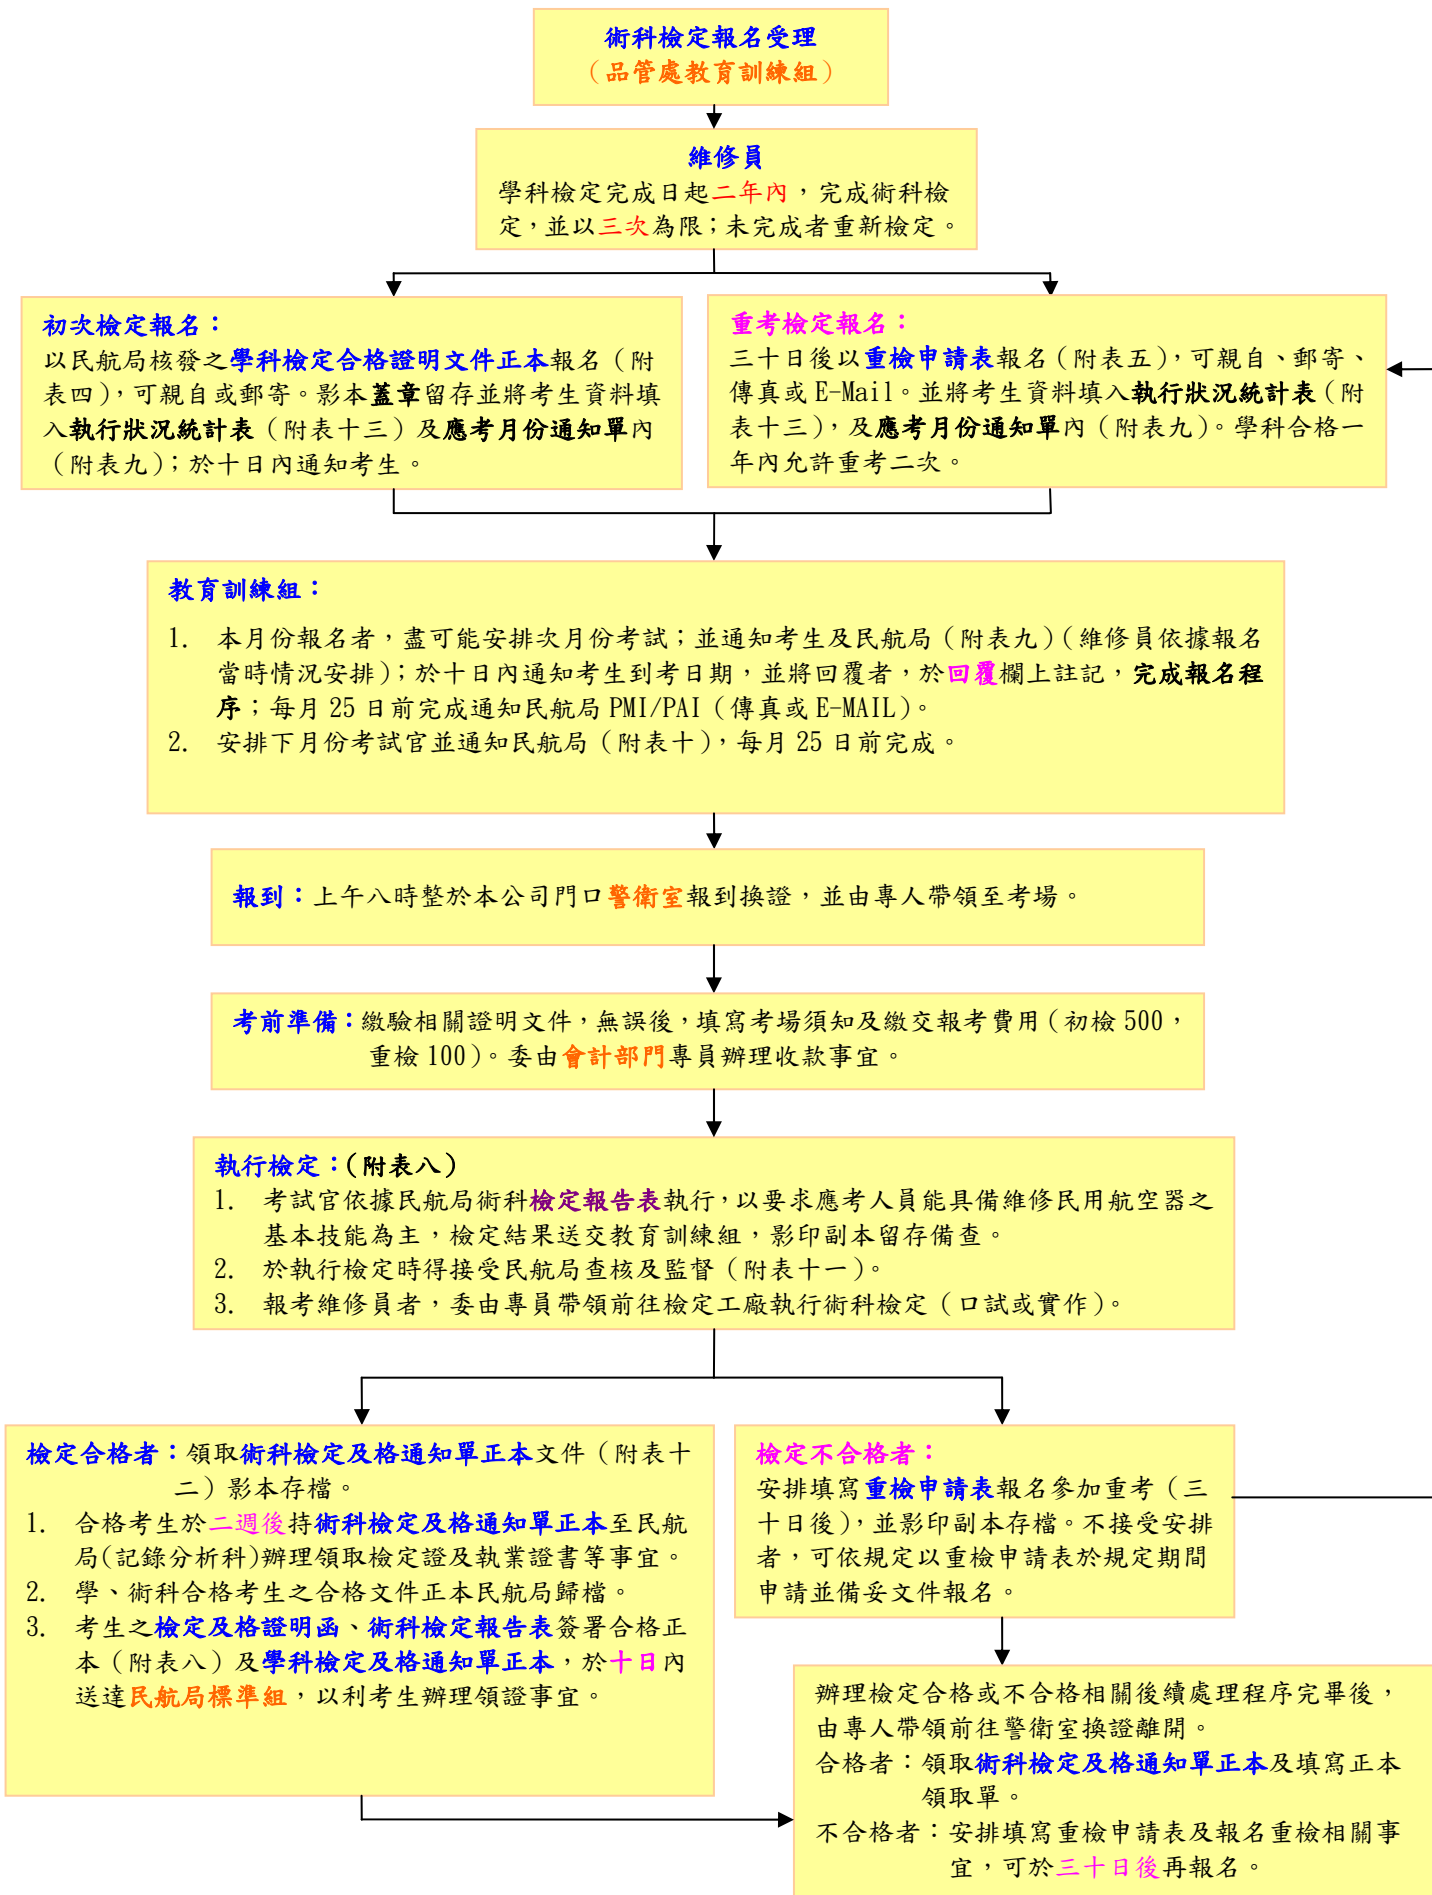 術科檢定報名受理
（品管處教育訓練組）
維修員
學科檢定完成日起二年內，完成術科檢
定，並以三次為限；未完成者重新檢定。
初次檢定報名：
以民航局核發之學科檢定合格證明文件正本報名（附
表四），可親自或郵寄。影本蓋章留存並將考生資料填
入執行狀況統計表（附表十三）及應考月份通知單內
（附表九）；於十日內通知考生。
重考檢定報名：
三十日後以重檢申請表報名（附表五），可親自、郵寄、
傳真或 E-Mail。並將考生資料填入執行狀況統計表（附
表十三），及應考月份通知單內（附表九）。學科合格一
年內允許重考二次。
教育訓練組：
1. 本月份報名者，盡可能安排次月份考試；並通知考生及民航局（附表九）（維修員依據報名
當時情況安排）；於十日內通知考生到考日期，並將回覆者，於回覆欄上註記，完成報名程
序；每月 25 日前完成通知民航局 PMI/PAI（傳真或 E-MAIL）。
2. 安排下月份考試官並通知民航局（附表十），每月 25 日前完成。
報到：上午八時整於本公司門口警衛室報到換證，並由專人帶領至考場。
考前準備：繳驗相關證明文件，無誤後，填寫考場須知及繳交報考費用（初檢 500，
重檢 100）。委由會計部門專員辦理收款事宜。
執行檢定：（附表八）
1. 考試官依據民航局術科檢定報告表執行，以要求應考人員能具備維修民用航空器之
基本技能為主，檢定結果送交教育訓練組，影印副本留存備查。
2. 於執行檢定時得接受民航局查核及監督（附表十一）。
3. 報考維修員者，委由專員帶領前往檢定工廠執行術科檢定（口試或實作）。
檢定合格者：領取術科檢定及格通知單正本文件（附表十
二）影本存檔。
1. 合格考生於二週後持術科檢定及格通知單正本至民航
局(記錄分析科)辦理領取檢定證及執業證書等事宜。
2. 學、術科合格考生之合格文件正本民航局歸檔。
3. 考生之檢定及格證明函、術科檢定報告表簽署合格正
本（附表八）及學科檢定及格通知單正本，於十日內
送達民航局標準組，以利考生辦理領證事宜。
檢定不合格者：
安排填寫重檢申請表報名參加重考（三
十日後），並影印副本存檔。不接受安排
者，可依規定以重檢申請表於規定期間
申請並備妥文件報名。
辦理檢定合格或不合格相關後續處理程序完畢後，
由專人帶領前往警衛室換證離開。
合格者：領取術科檢定及格通知單正本及填寫正本
領取單。
不合格者：安排填寫重檢申請表及報名重檢相關事
宜，可於三十日後再報名。